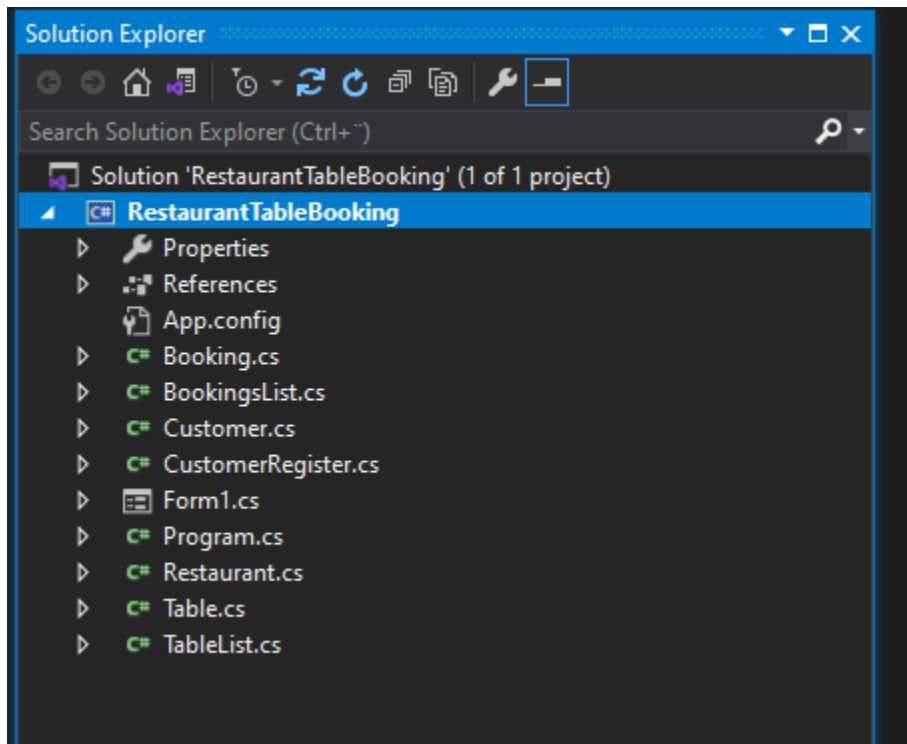 Solution Explorer
Search Solution Explorer (Ctrl+¨)
Solution 'RestaurantTableBooking' (1 of 1 project)
C# RestaurantTableBooking
Properties
References
App.config
C# Booking.cs
C# BookingsList.cs
C# Customer.cs
C# CustomerRegister.cs
Form1.cs
C# Program.cs
C# Restaurant.cs
C# Table.cs
C# TableList.cs